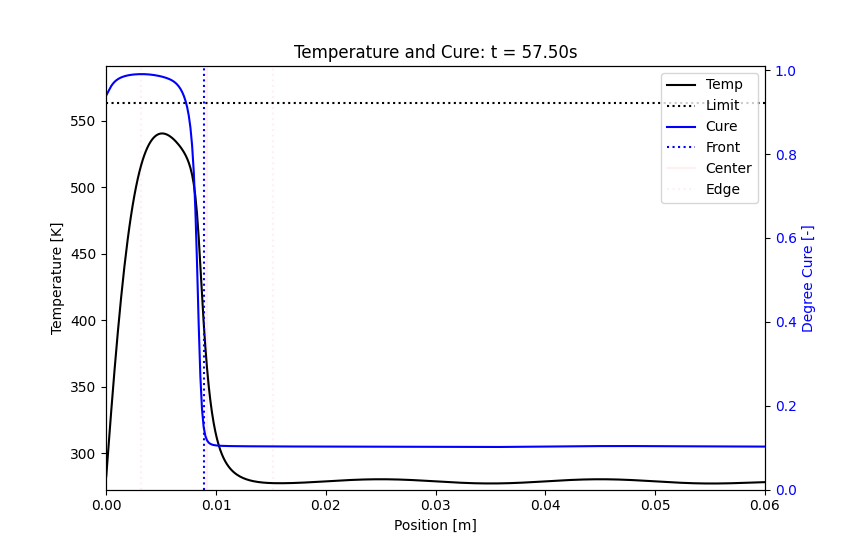 Temperature and Cure: t = 57.50s
Temp
Limit
Cure
Front
Center
Edge
Temperature [K]
550
500
450
400
350
300
Degree Cure [-]
1.0
0.8
0.6
0.4
0.2
0.0
0.00 0.01 0.02 0.03 0.04 0.05 0.06
Position [m]